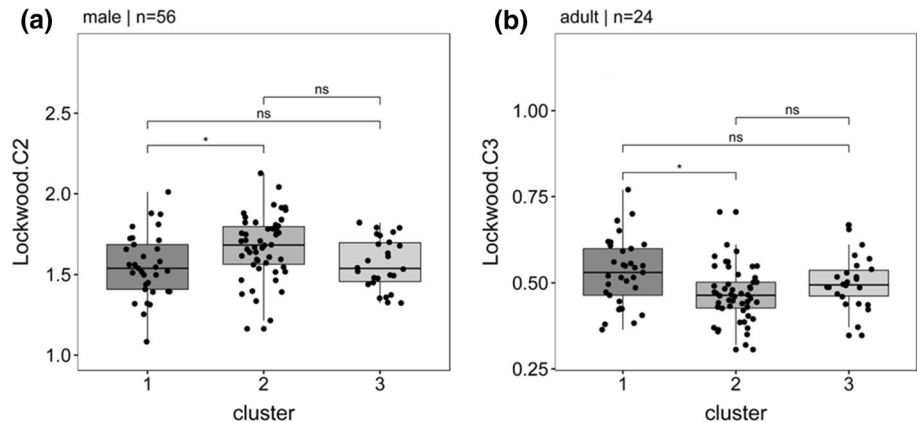 (a) male | n=56
Lockwood.C2
2.5
2.0
1.5
1.0
ns
ns
*
1 2 3
cluster
(b) adult | n=24
Lockwood.C3
1.00
0.75
0.50
0.25
ns
ns
*
1 2 3
cluster